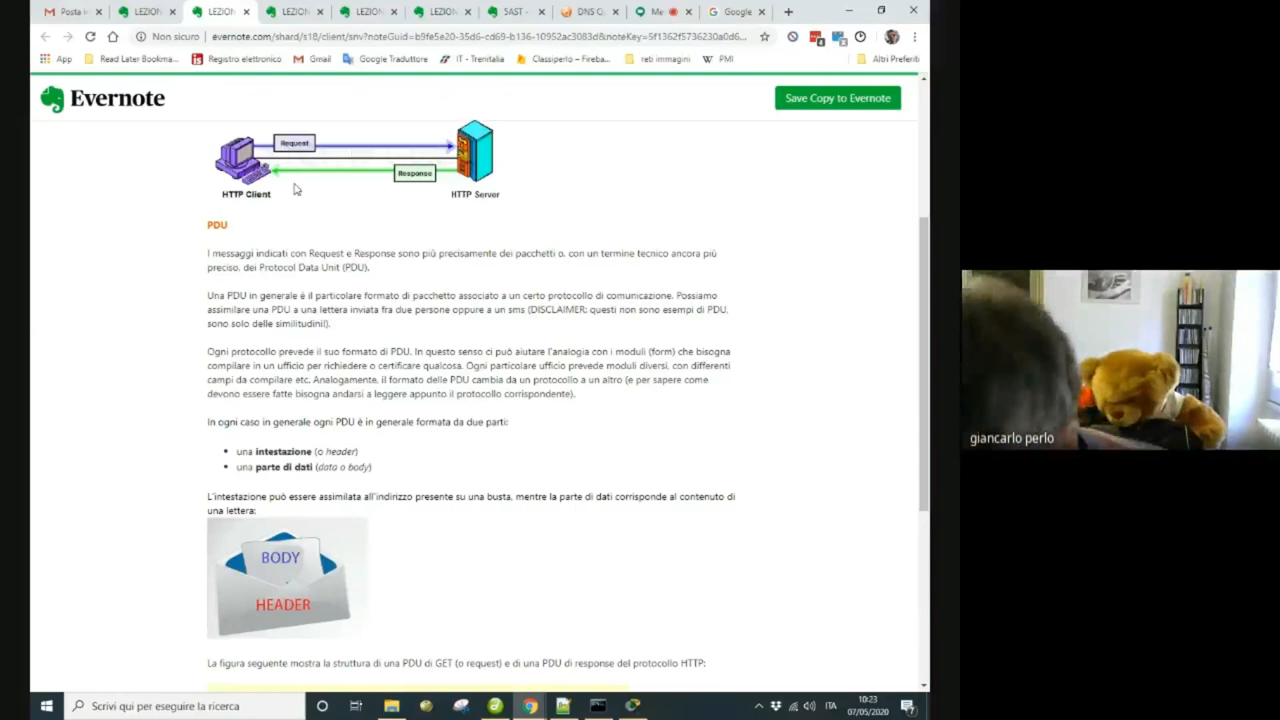 Posta in
LEZION
LEZION
LEZION
LEZION
LEZION
5AST -
DNS Q
Me
Google
Non sicuro
evernote.com/shard/s18/client/snv?noteGuid=b9fe5e20-35d6-cd69-b136-10952ac3083d&noteKey=5f1362f5736230a0d6...
App
Read Later Bookma...
Registro elettronico
Gmail
Google Traduttore
IT - Trenitalia
Classiperlo – Fireba...
reti immagini
PMI
Altri Preferiti
Evernote
Save Copy to Evernote
Request
Response
HTTP Client
HTTP Server
PDU
I messaggi indicati con Request e Response sono più precisamente dei pacchetti o, con un termine tecnico ancora più
preciso, dei Protocol Data Unit (PDU).
Una PDU in generale è il particolare formato di pacchetto associato a un certo protocollo di comunicazione. Possiamo
assimilare una PDU a una lettera inviata fra due persone oppure a un sms (DISCLAIMER: questi non sono esempi di PDU,
sono solo delle similitudini!).
Ogni protocollo prevede il suo formato di PDU. In questo senso ci può aiutare l'analogia con i moduli (form) che bisogna
compilare in un ufficio per richiedere o certificare qualcosa. Ogni particolare ufficio prevede moduli diversi, con differenti
campi da compilare etc. Analogamente, il formato delle PDU cambia da un protocollo a un altro (e per sapere come
devono essere fatte bisogna andarsi a leggere appunto il protocollo corrispondente).
In ogni caso in generale ogni PDU è in generale formata da due parti:
una intestazione (o header)
una parte di dati (data o body)
L'intestazione può essere assimilata all'indirizzo presente su una busta, mentre la parte di dati corrisponde al contenuto di
una lettera:
BODY
HEADER
La figura seguente mostra la struttura di una PDU di GET (o request) e di una PDU di response del protocollo HTTP:
giancarlo perlo
Scrivi qui per eseguire la ricerca
ITA
10:23
07/05/2020